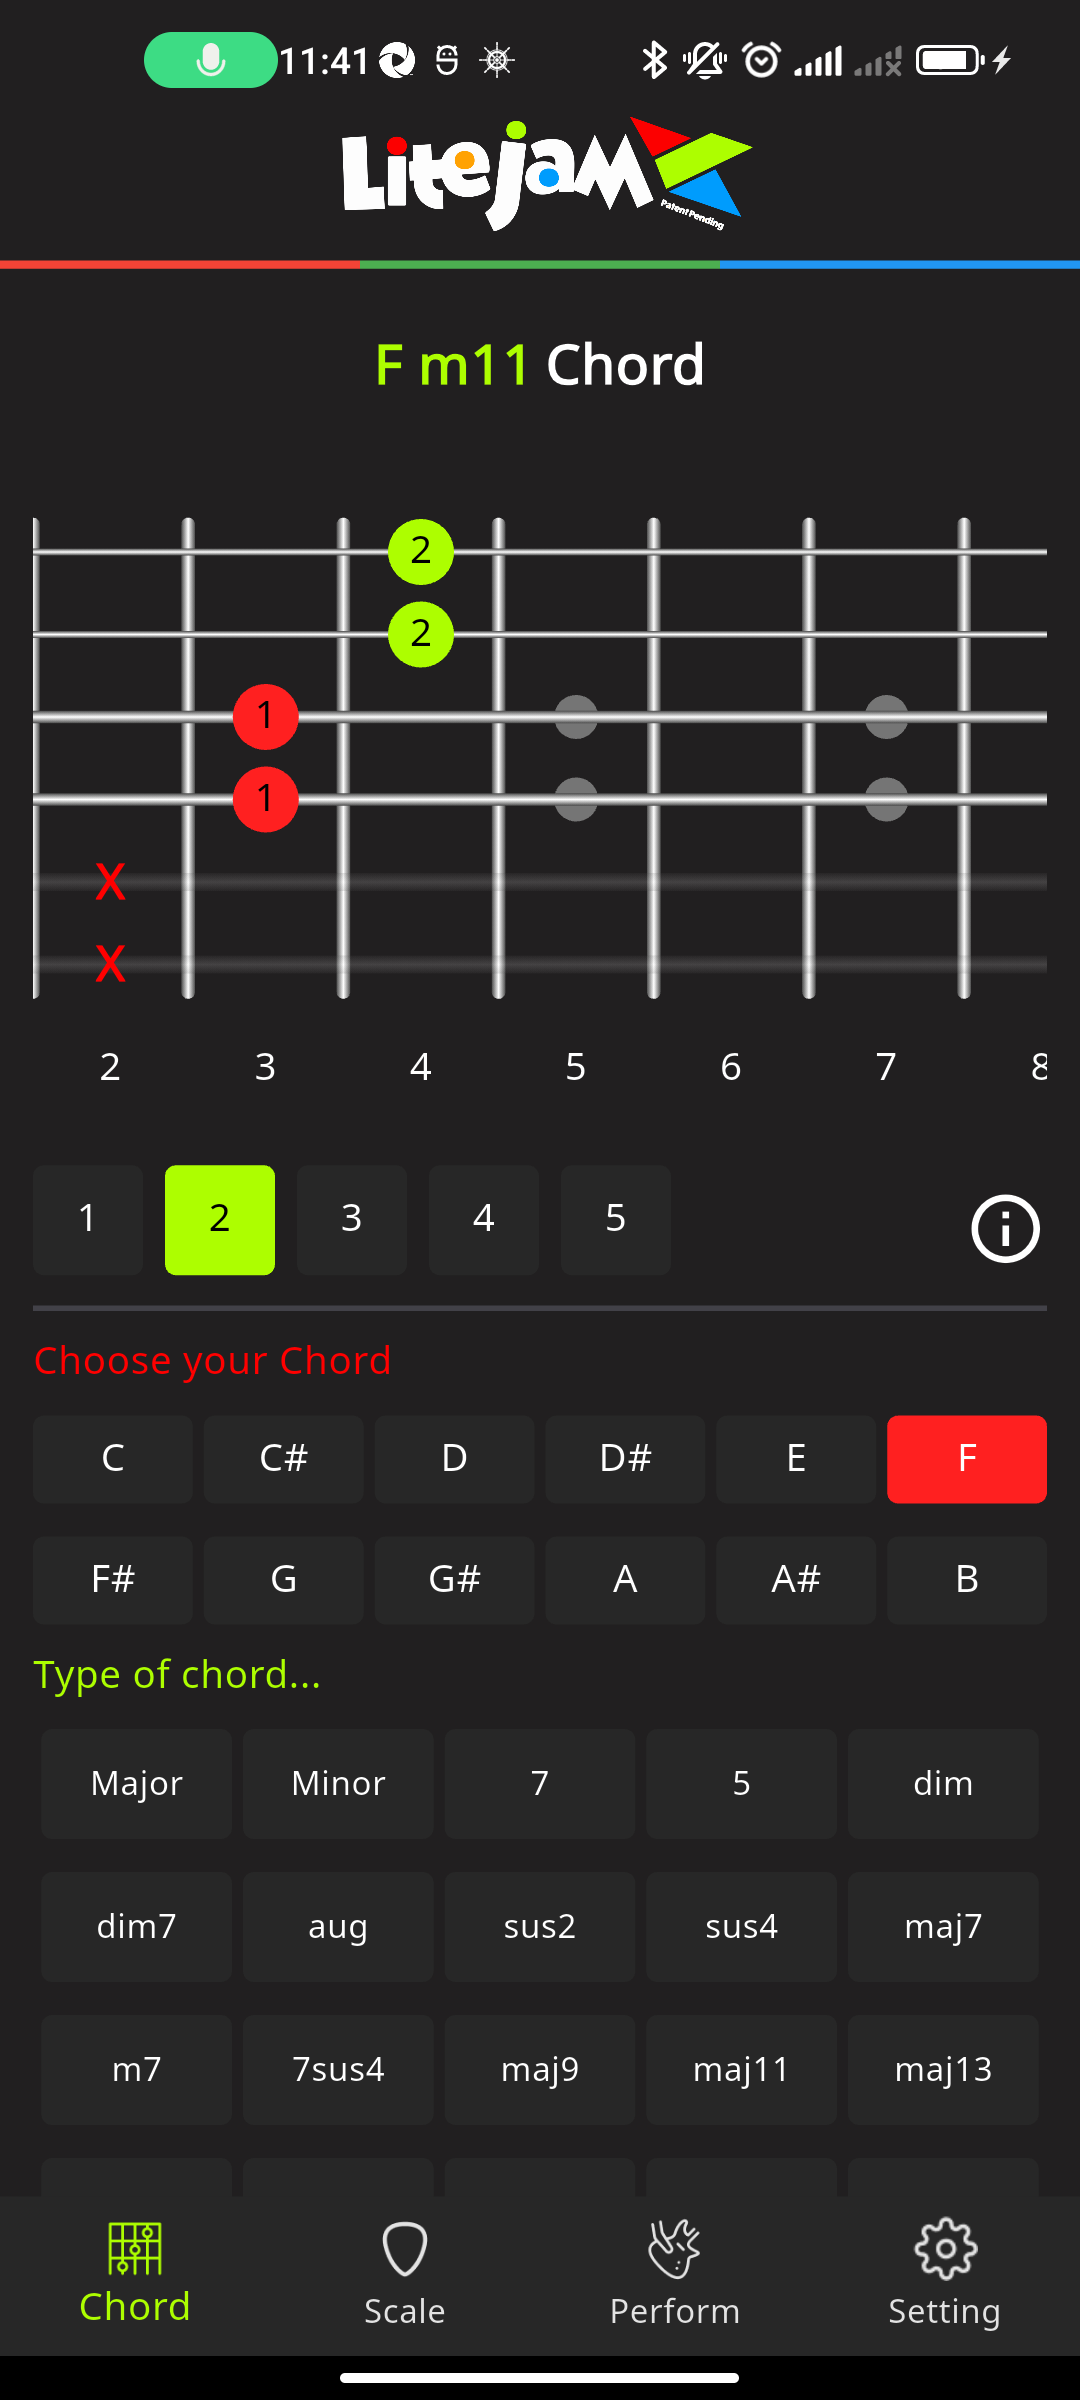 11:41
LiteJam
Patent Pending
F m11 Chord
2
2
1
1
X
X
2 3 4 5 6 7 8
1 2 3 4 5
Choose your Chord
C C# D D# E F
F# G G# A A# B
Type of chord...
Major Minor 7 5 dim
dim7 aug sus2 sus4 maj7
m7 7sus4 maj9 maj11 maj13
Chord Scale Perform Setting